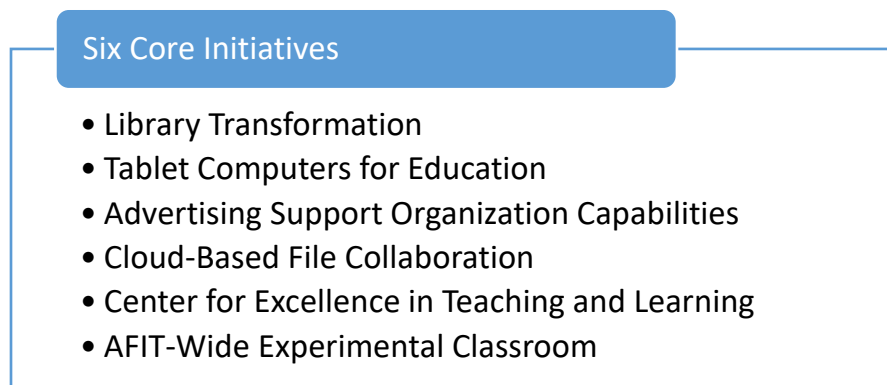 Six Core Initiatives
• Library Transformation
• Tablet Computers for Education
• Advertising Support Organization Capabilities
• Cloud-Based File Collaboration
• Center for Excellence in Teaching and Learning
• AFIT-Wide Experimental Classroom